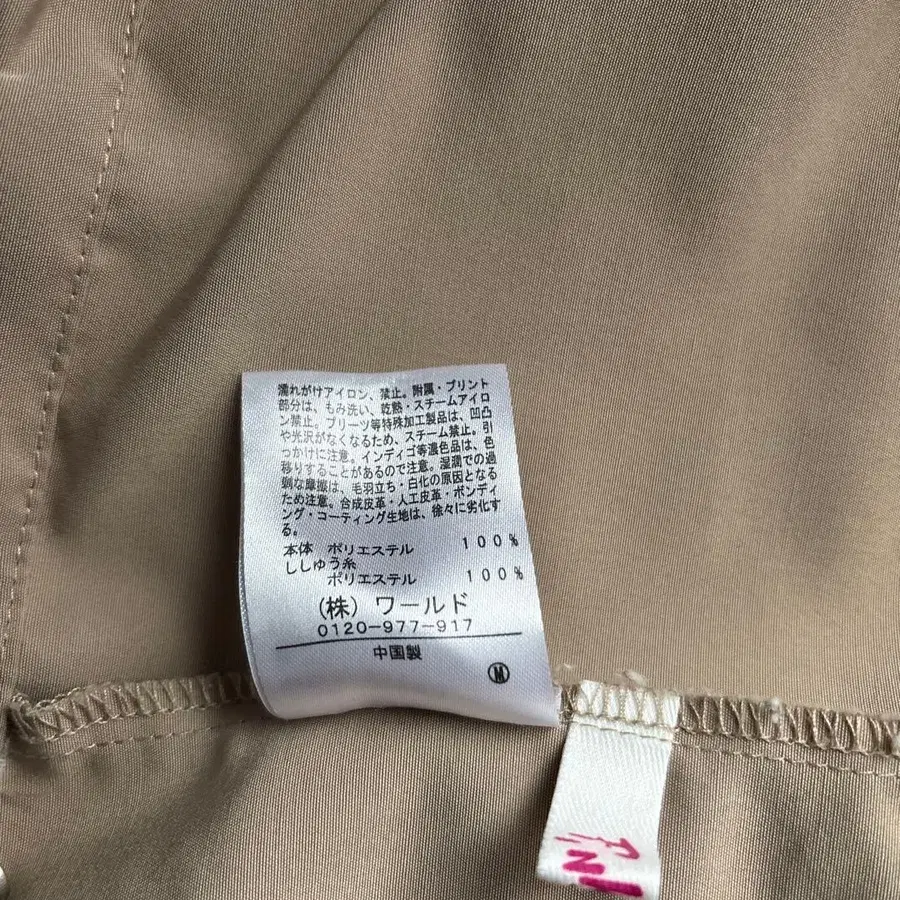 濡れがけアイロン、禁止。附属・プリント
部分は、もみ洗い、乾熱・スチームアイロ
ン禁止。プリーツ等特殊加工製品は、凹凸
や光沢がなくなるため、スチーム禁止。引
っかけに注意。インディゴ等濃色品は、色
移りすることがあるので注意。湿潤での過
剰な摩擦は、毛羽立ち・白化の原因となる
ため注意。合成皮革・人工皮革・ボンディ
ング・コーティング生地は、徐々に劣化す
る。
本体 ポリエステル 100%
ししゅう糸
ポリエステル 100%
(株) ワールド
0120-977-917
中国製
M